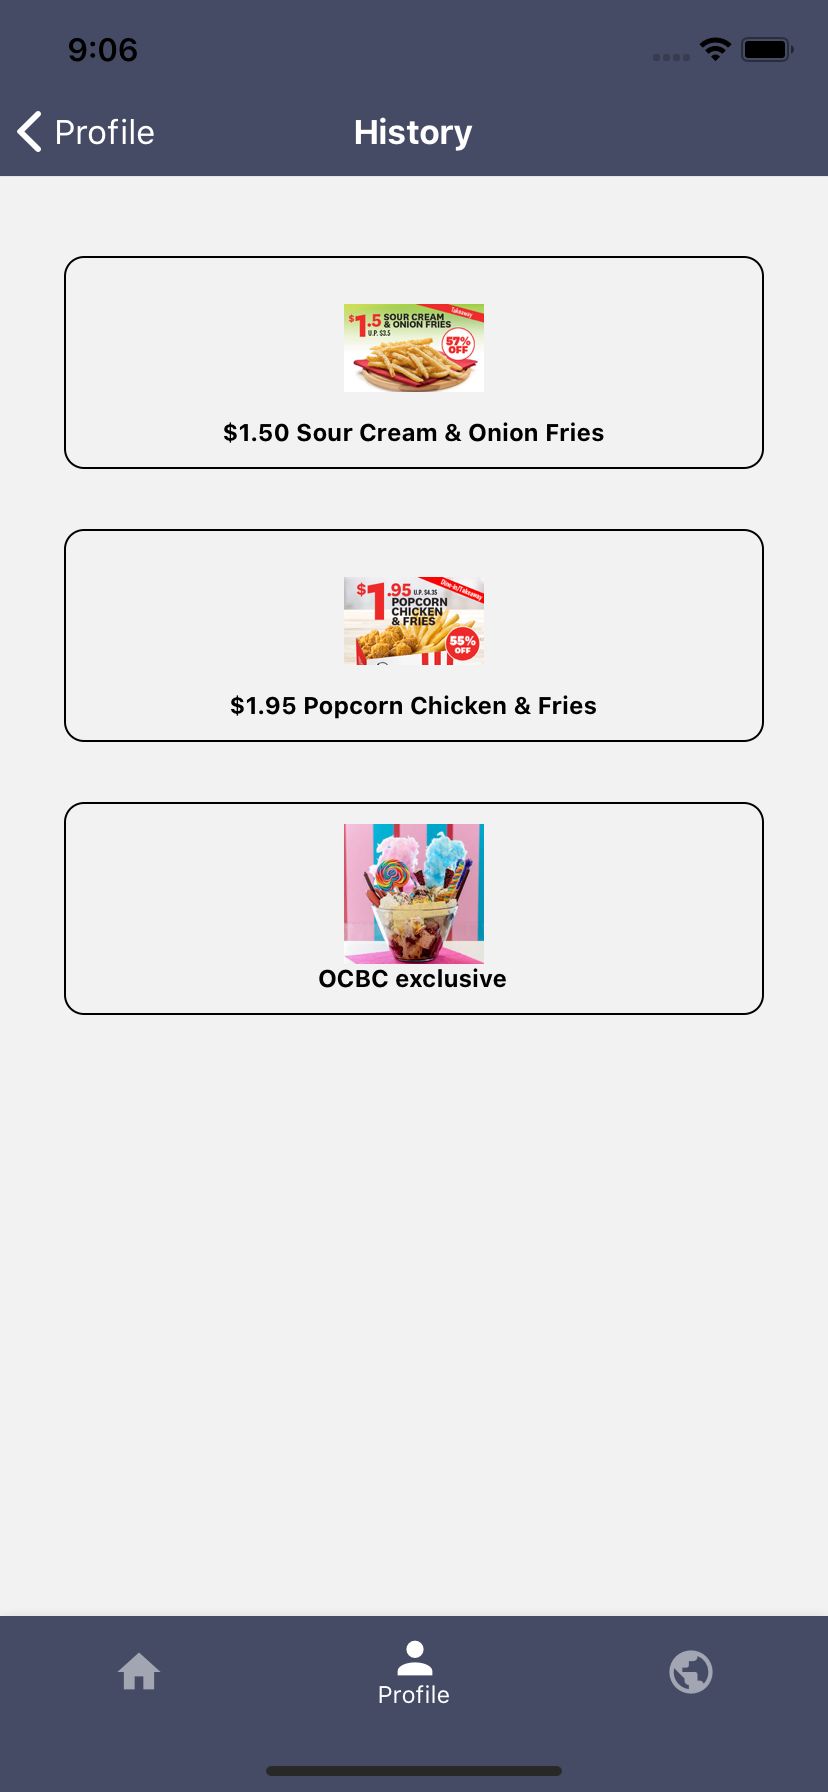 9:06
Profile
History
Takeaway
$1.5 SOUR CREAM
& ONION FRIES
U.P. $3.5
57%
OFF
$1.50 Sour Cream & Onion Fries
Dine-In/Takeaway
$1.95 U.P. $4.35
POPCORN
CHICKEN
& FRIES
55%
OFF
$1.95 Popcorn Chicken & Fries
OCBC exclusive
Profile